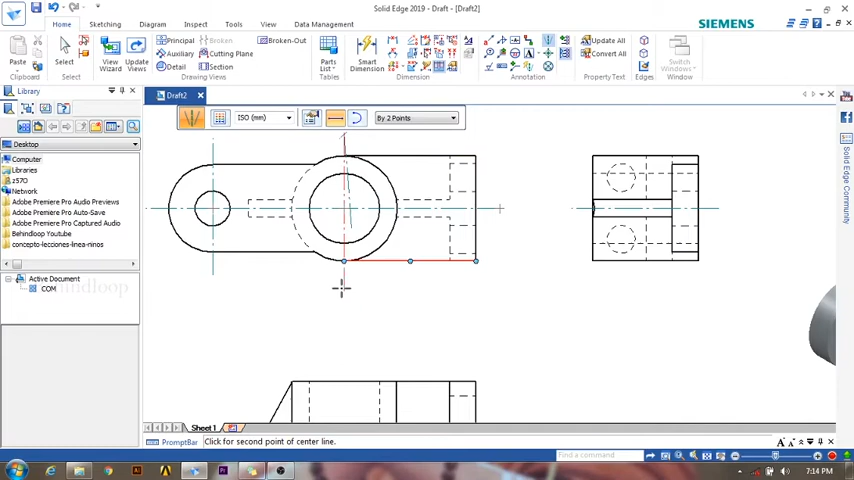 Solid Edge 2019 - Draft - [Draft2]
Home Sketching Diagram Inspect Tools View Data Management
SIEMENS
Paste
Clipboard
Select
Select
View Wizard
Update Views
Principal
Auxiliary
Detail
Broken
Cutting Plane
Section
Broken-Out
Drawing Views
Parts List
Tables
Smart Dimension
Dimension
Annotation
Update All
Convert All
Property Text
Edges
Switch Windows
Window
Library
Draft2
ISO (mm)
By 2 Points
Desktop
Computer
Libraries
z570
Network
Adobe Premiere Pro Audio Previews
Adobe Premiere Pro Auto-Save
Adobe Premiere Pro Captured Audio
Behindloop Youtube
concepto-lecciones-linea-rinos
Active Document
COM
Solid Edge Community
Sheet1
PromptBar
Click for second point of center line.
Find a command
Ai
Pr
7:14 PM